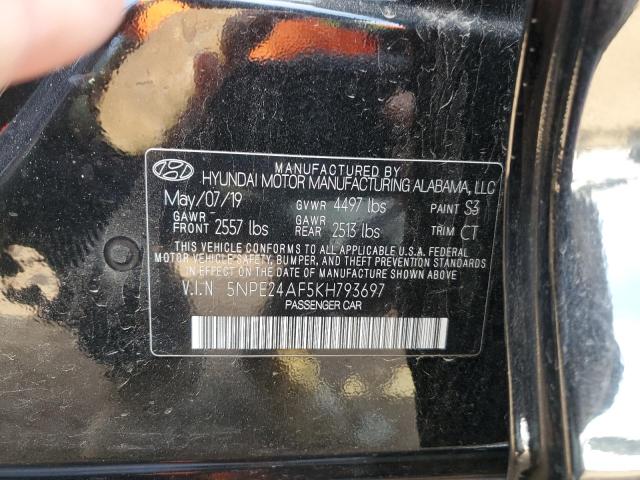 MANUFACTURED BY
HYUNDAI MOTOR MANUFACTURING ALABAMA, LLC
May/07/19 GVWR 4497 lbs PAINT S3
GAWR FRONT 2557 lbs GAWR REAR 2513 lbs TRIM CT
THIS VEHICLE CONFORMS TO ALL APPLICABLE U.S.A. FEDERAL
MOTOR VEHICLE SAFETY, BUMPER, AND THEFT PREVENTION STANDARDS
IN EFFECT ON THE DATE OF MANUFACTURE SHOWN ABOVE
V.I.N 5NPE24AF5KH793697
PASSENGER CAR